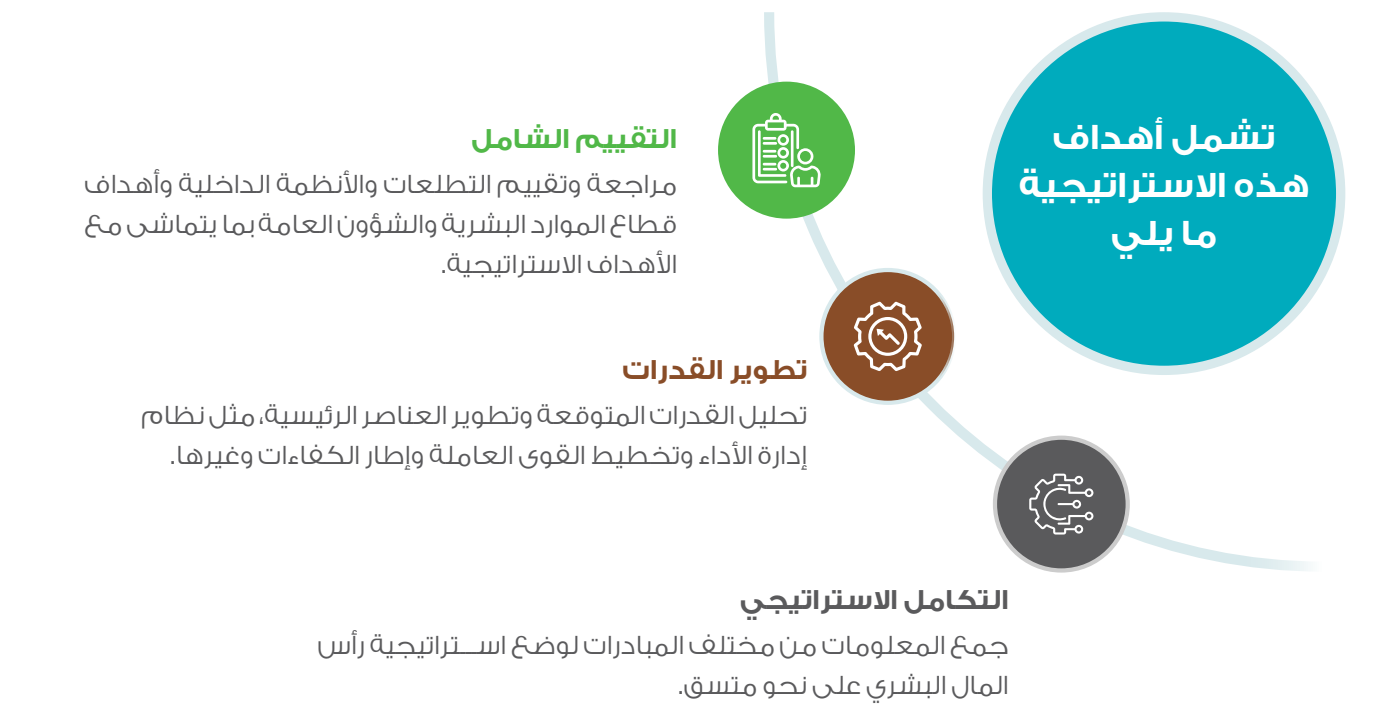 تشمل أهداف
هذه الاستراتيجية
ما يلي
التقييم الشامل
مراجعة وتقييم التطلعات والأنظمة الداخلية وأهداف
قطاع الموارد البشرية والشؤون العامة بما يتماشى مع
الأهداف الاستراتيجية.
تطوير القدرات
تحليل القدرات المتوقعة وتطوير العناصر الرئيسية، مثل نظام
إدارة الأداء وتخطيط القوى العاملة وإطار الكفاءات وغيرها.
التكامل الاستراتيجي
جمع المعلومات من مختلف المبادرات لوضع اســتراتيجية رأس
المال البشري على نحو متسق.